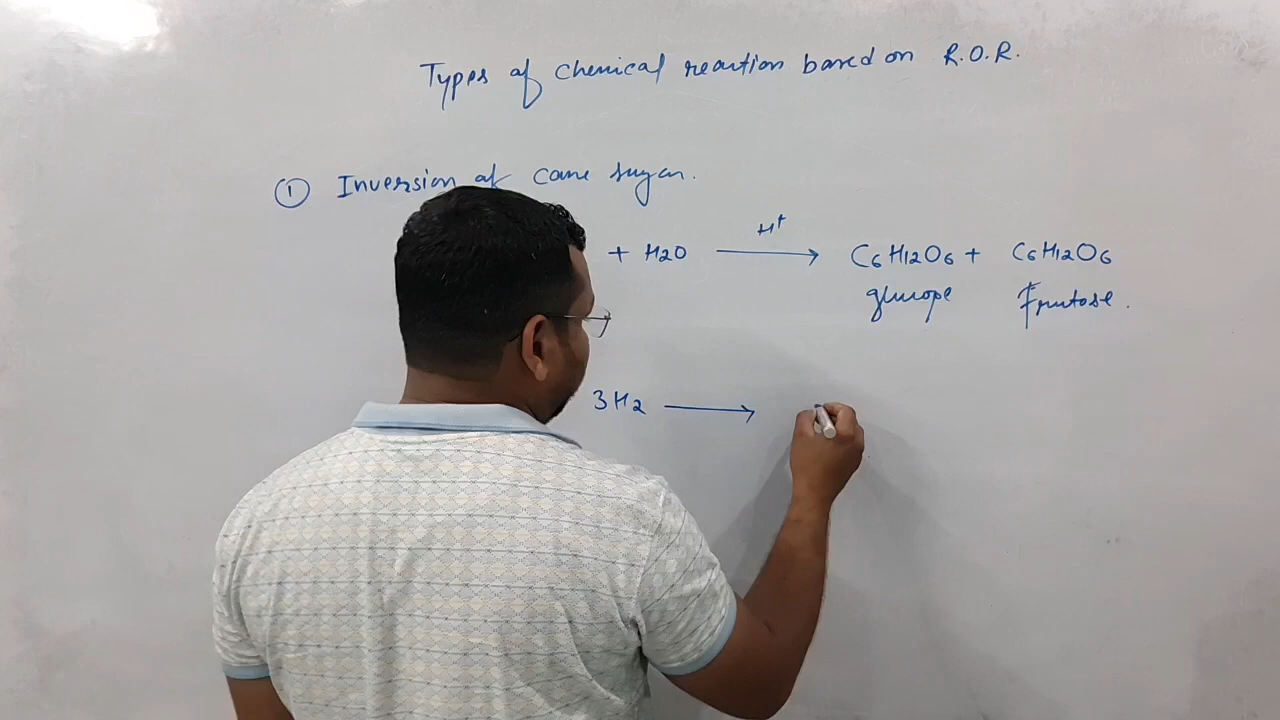 Types of chemical reaction based on R.O.R.
① Inversion of cane sugar.
+ H2O ⟶ H+ C6H12O6 + C6H12O6
glucose Fructose.
3H2 ⟶